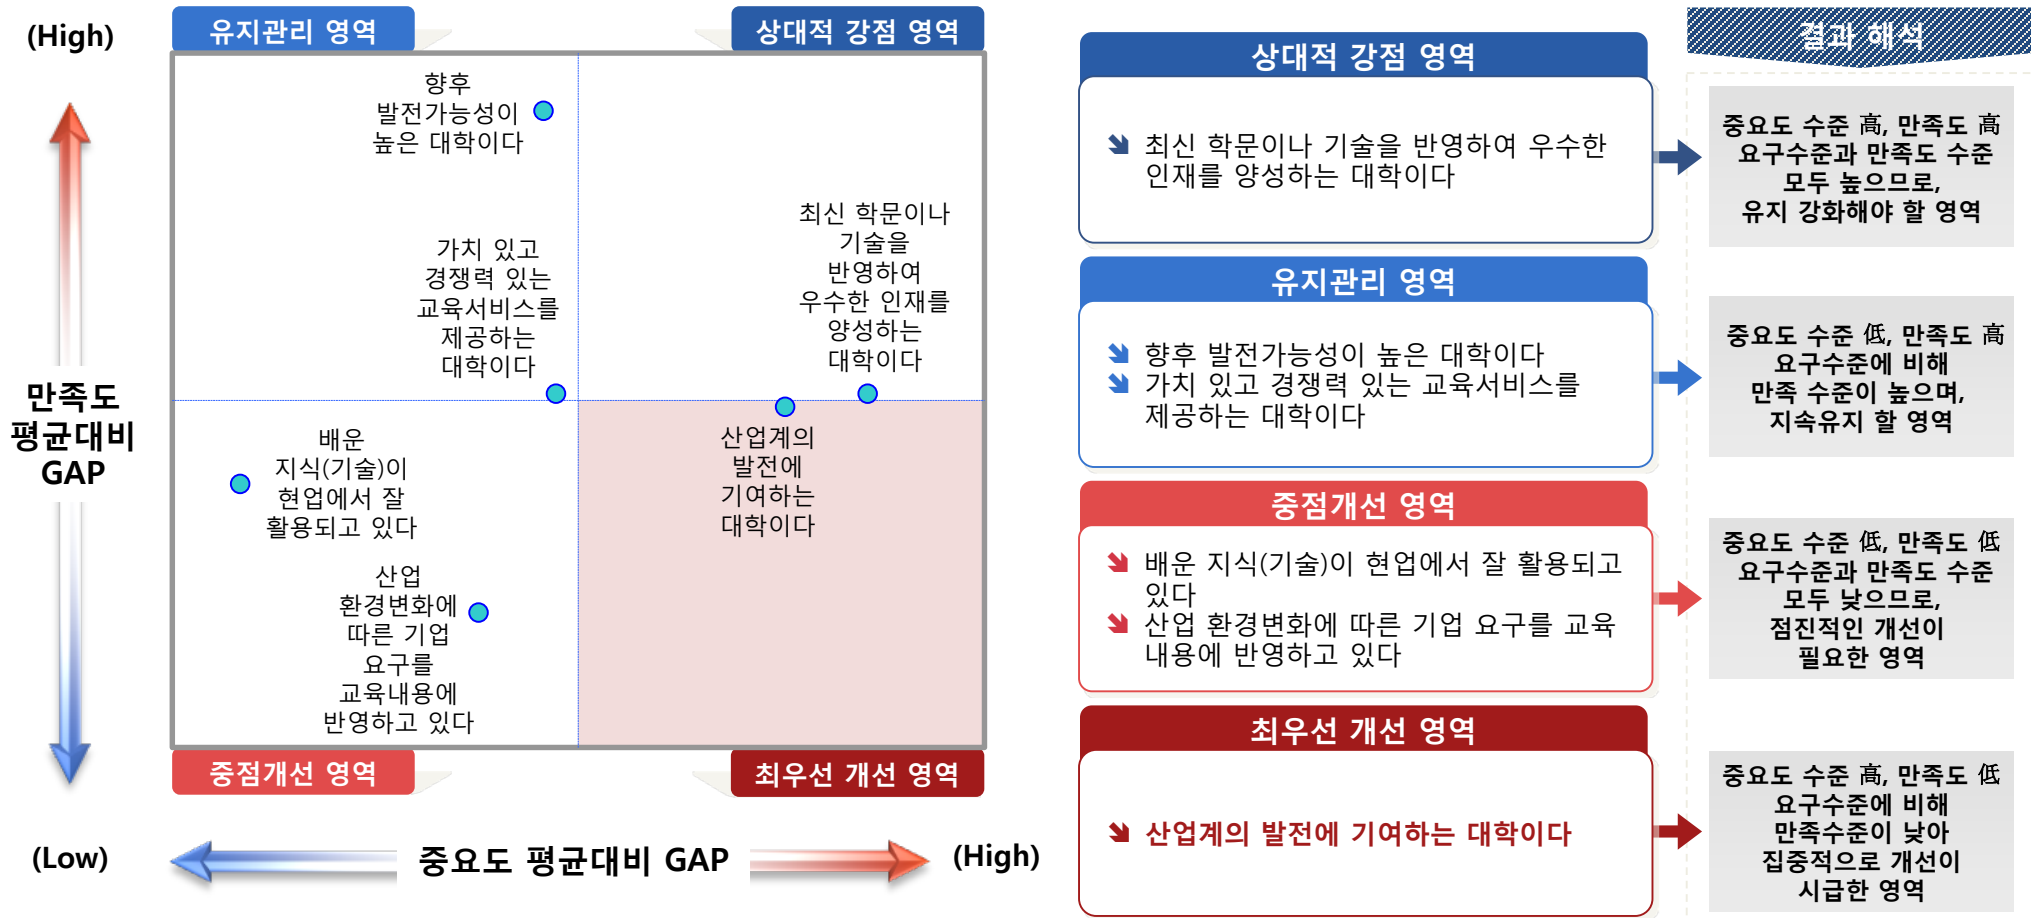 (High)
유지관리 영역
상대적 강점 영역
향후
발전가능성이
높은 대학이다
가치 있고
경쟁력 있는
교육서비스를
제공하는
대학이다
최신 학문이나
기술을
반영하여
우수한 인재를
양성하는
대학이다
만족도
평균대비
GAP
배운
지식(기술)이
현업에서 잘
활용되고 있다
산업계의
발전에
기여하는
대학이다
산업
환경변화에
따른 기업
요구를
교육내용에
반영하고 있다
중점개선 영역
최우선 개선 영역
(Low)
중요도 평균대비 GAP
(High)
결과 해석
상대적 강점 영역
최신 학문이나 기술을 반영하여 우수한
인재를 양성하는 대학이다
중요도 수준 高, 만족도 高
요구수준과 만족도 수준
모두 높으므로,
유지 강화해야 할 영역
유지관리 영역
향후 발전가능성이 높은 대학이다
가치 있고 경쟁력 있는 교육서비스를
제공하는 대학이다
중요도 수준 低, 만족도 高
요구수준에 비해
만족 수준이 높으며,
지속유지 할 영역
중점개선 영역
배운 지식(기술)이 현업에서 잘 활용되고
있다
산업 환경변화에 따른 기업 요구를 교육
내용에 반영하고 있다
중요도 수준 低, 만족도 低
요구수준과 만족도 수준
모두 낮으므로,
점진적인 개선이
필요한 영역
최우선 개선 영역
산업계의 발전에 기여하는 대학이다
중요도 수준 高, 만족도 低
요구수준에 비해
만족수준이 낮아
집중적으로 개선이
시급한 영역